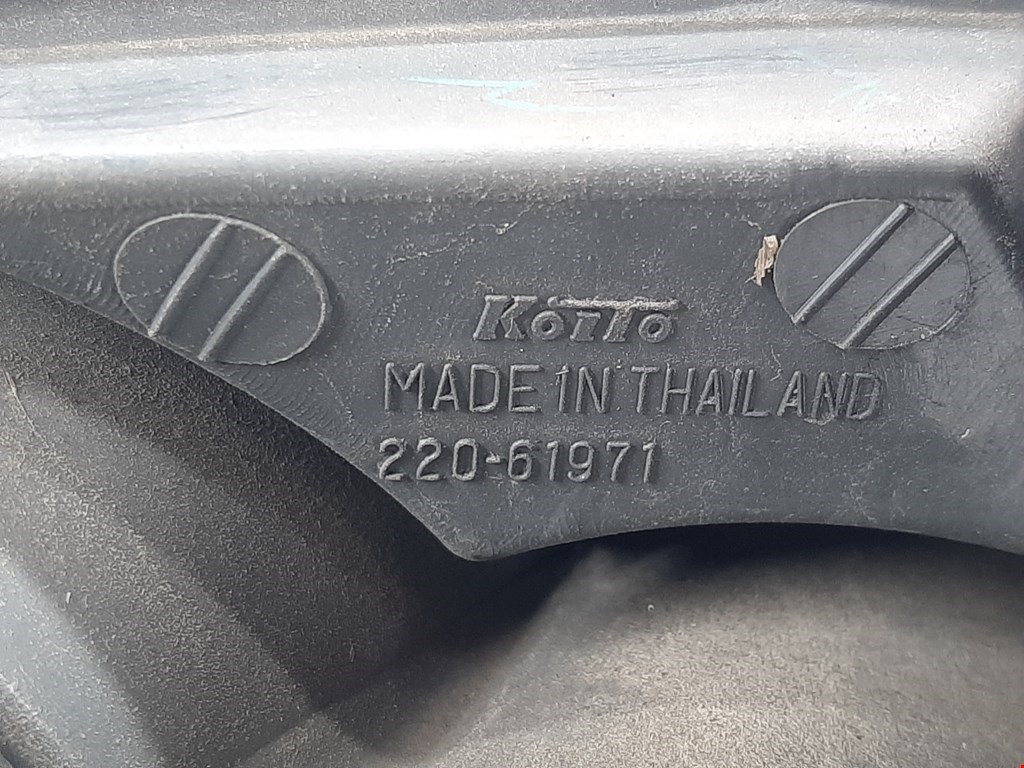 KoiTo
MADE IN THAILAND
220-61971